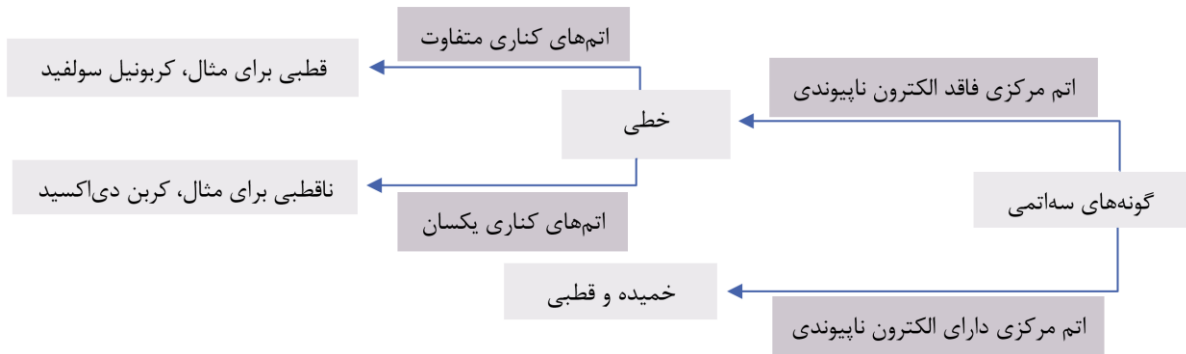 گونه‌های سه‌اتمی
اتم مرکزی فاقد الکترون ناپیوندی
خطی
اتم‌های کناری متفاوت
قطبی برای مثال، کربونیل سولفید
اتم‌های کناری یکسان
ناقطبی برای مثال، کربن دی‌اکسید
اتم مرکزی دارای الکترون ناپیوندی
خمیده و قطبی